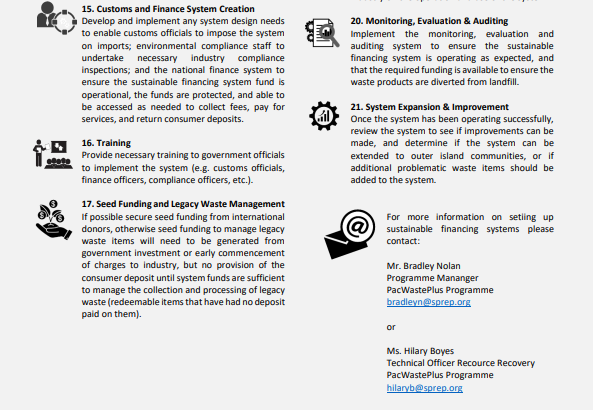 15. Customs and Finance System Creation
Develop and implement any system design needs
to enable customs officials to impose the system
on imports; environmental compliance staff to
undertake necessary industry compliance
inspections; and the national finance system to
ensure the sustainable financing system fund is
operational, the funds are protected, and able to
be accessed as needed to collect fees, pay for
services, and return consumer deposits.
16. Training
Provide necessary training to government officials
to implement the system (e.g. customs officials,
finance officers, compliance officers, etc.).
17. Seed Funding and Legacy Waste Management
If possible secure seed funding from international
donors, otherwise seed funding to manage legacy
waste items will need to be generated from
government investment or early commencement
of charges to industry, but no provision of the
consumer deposit until system funds are sufficient
to manage the collection and processing of legacy
waste (redeemable items that have had no deposit
paid on them).
20. Monitoring, Evaluation & Auditing
Implement the monitoring, evaluation and
auditing system to ensure the sustainable
financing system is operating as expected, and
that the required funding is available to ensure the
waste products are diverted from landfill.
21. System Expansion & Improvement
Once the system has been operating successfully,
review the system to see if improvements can be
made, and determine if the system can be
extended to outer island communities, or if
additional problematic waste items should be
added to the system.
For more information on setiing up
sustainable financing systems please
contact:
Mr. Bradley Nolan
Programme Mananger
PacWastePlus Programme
bradleyn@sprep.org
or
Ms. Hilary Boyes
Technical Officer Recource Recovery
PacWastePlus Programme
hilaryb@sprep.org